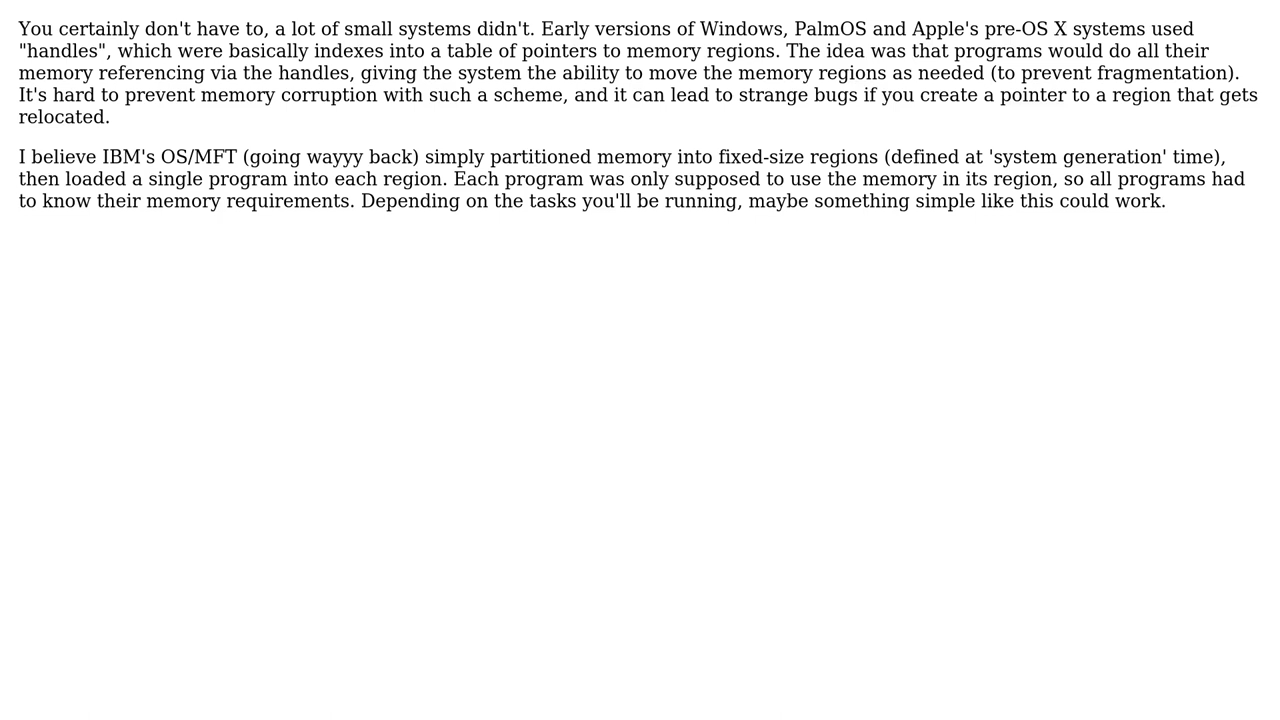 You certainly don't have to, a lot of small systems didn't. Early versions of Windows, PalmOS and Apple's pre-OS X systems used
"handles", which were basically indexes into a table of pointers to memory regions. The idea was that programs would do all their
memory referencing via the handles, giving the system the ability to move the memory regions as needed (to prevent fragmentation).
It's hard to prevent memory corruption with such a scheme, and it can lead to strange bugs if you create a pointer to a region that gets
relocated.
I believe IBM's OS/MFT (going wayyy back) simply partitioned memory into fixed-size regions (defined at 'system generation' time),
then loaded a single program into each region. Each program was only supposed to use the memory in its region, so all programs had
to know their memory requirements. Depending on the tasks you'll be running, maybe something simple like this could work.